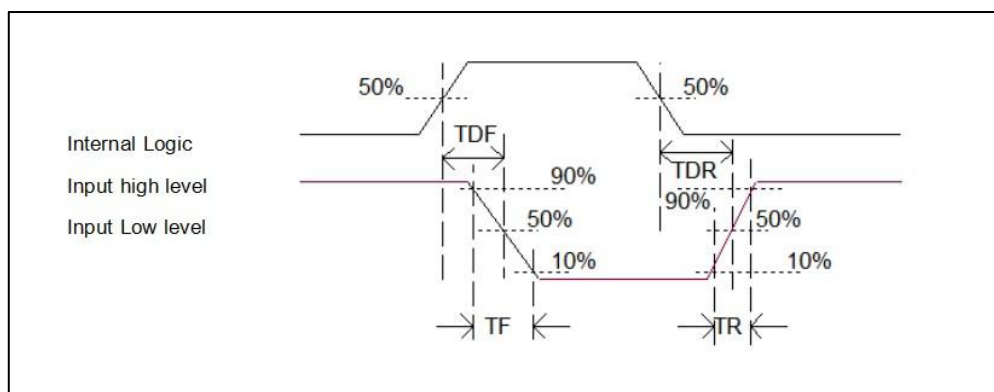 50%
50%
TDF
Internal Logic
TDR
Input high level
90%
90%
Input Low level
50%
50%
10%
10%
TF
TR